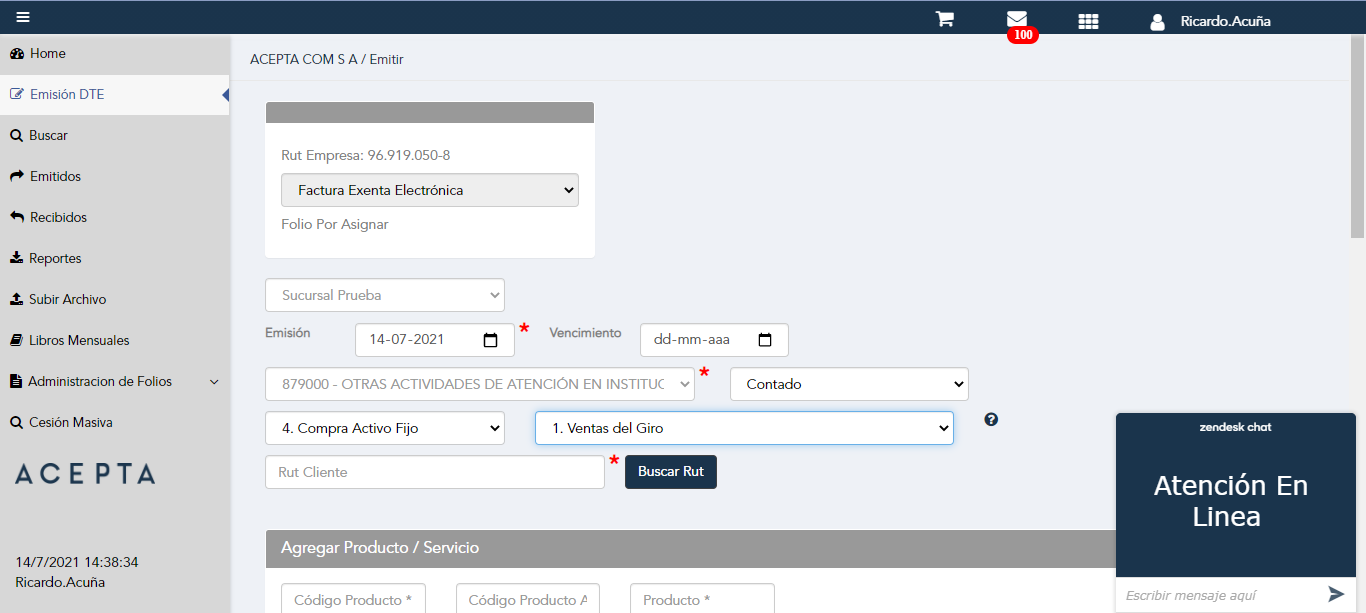 100
Ricardo.Acuña
Home
Emisión DTE
Buscar
Emitidos
Recibidos
Reportes
Subir Archivo
Libros Mensuales
Administracion de Folios
Cesión Masiva
ACEPTA
14/7/2021 14:38:34
Ricardo.Acuña
ACEPTA COM S A / Emitir
Rut Empresa: 96.919.050-8
Factura Exenta Electrónica
Folio Por Asignar
Sucursal Prueba
Emisión 14-07-2021 * Vencimiento dd-mm-aaa
879000 - OTRAS ACTIVIDADES DE ATENCIÓN EN INSTITUC * Contado
4. Compra Activo Fijo 1. Ventas del Giro ?
Rut Cliente * Buscar Rut
Agregar Producto / Servicio
Código Producto * Código Producto A Producto *
zendesk chat
Atención En
Linea
Escribir mensaje aquí